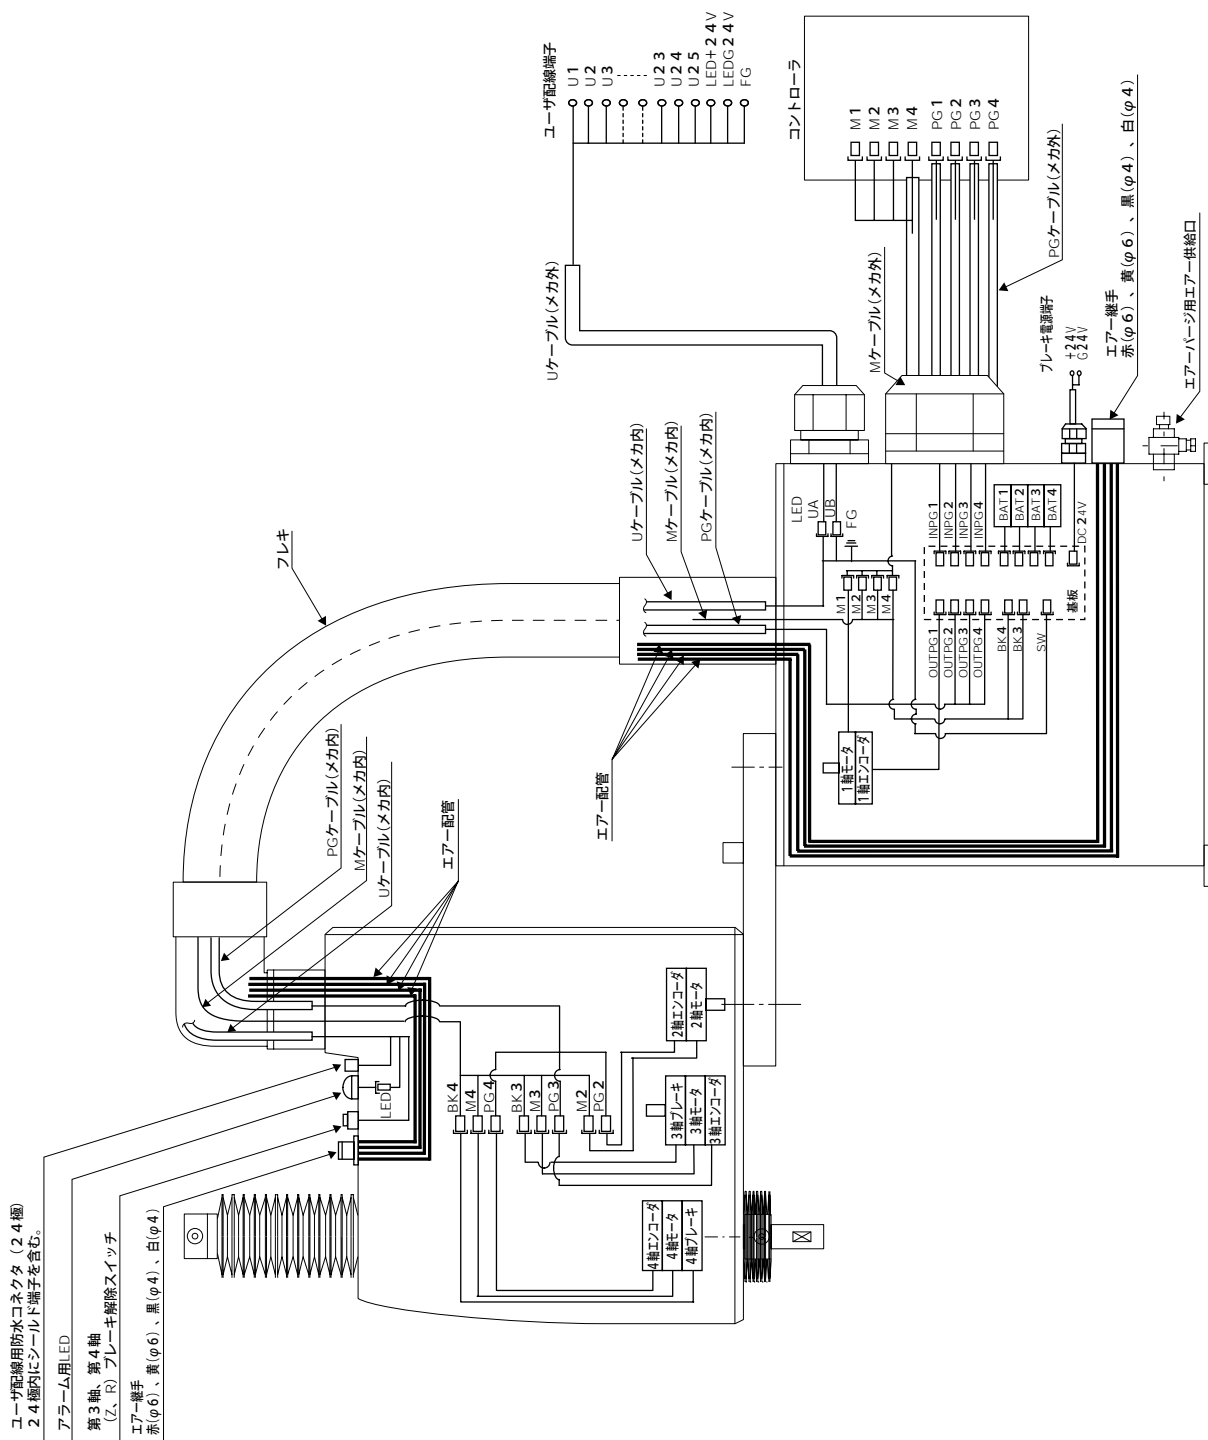 ユーザ配線端子
U1
U2
U3
U23
U24
U25
LED+24V
LEDG24V
FG
コントローラ
M1
M2
M3
M4
PG1
PG2
PG3
PG4
Uケーブル(メカ外)
Mケーブル(メカ外)
PGケーブル(メカ外)
ブレーキ電源端子
+24V
G24V
エアー継手
赤(φ6)、黄(φ6)、黒(φ4)、白(φ4)
エアーパージ用エアー供給口
フレキ
Uケーブル(メカ内)
Mケーブル(メカ内)
PGケーブル(メカ内)
LED
UA
UB
FG
M1
M2
M3
M4
INPG1
INPG2
INPG3
INPG4
BAT1
BAT2
BAT3
BAT4
DC24V
基板
OUTPG1
OUTPG2
OUTPG3
OUTPG4
BK4
BK3
SW
1軸モータ
1軸エンコーダ
エアー配管
PGケーブル(メカ内)
Mケーブル(メカ内)
Uケーブル(メカ内)
エアー配管
LED
BK4
M4
PG4
BK3
M3
PG3
M2
PG2
2軸エンコーダ
2軸モータ
3軸ブレーキ
3軸モータ
3軸エンコーダ
4軸エンコーダ
4軸モータ
4軸ブレーキ
ユーザ配線用防水コネクタ(24極)
24極内にシールド端子を含む。
アラーム用LED
第3軸、第4軸
(Z、R)ブレーキ解除スイッチ
エアー継手
赤(φ6)、黄(φ6)、黒(φ4)、白(φ4)